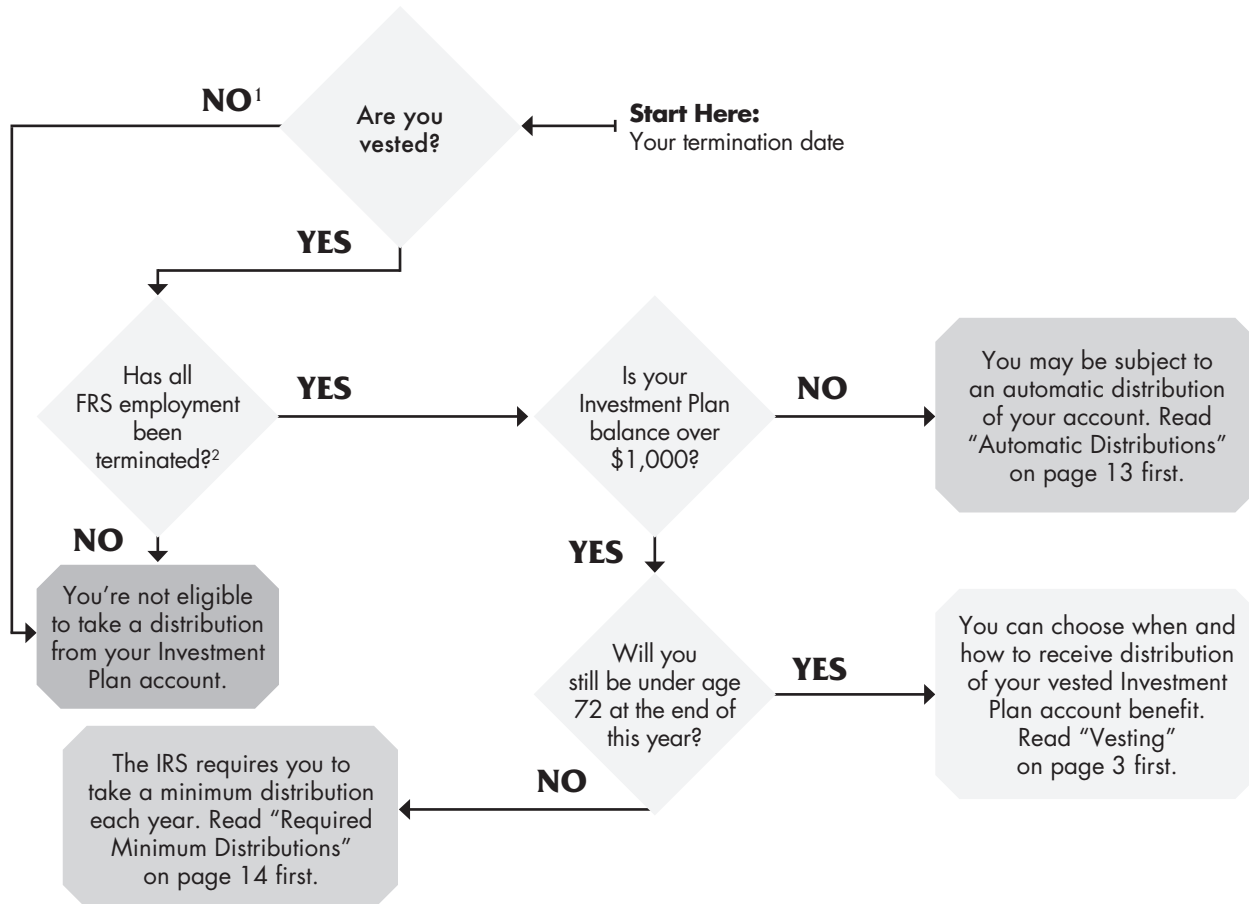 Start Here:
Your termination date
Are you
vested?
NO¹
YES
Has all
FRS employment
been
terminated?²
YES
NO
Is your
Investment Plan
balance over
$1,000?
NO
You may be subject to
an automatic distribution
of your account. Read
“Automatic Distributions”
on page 13 first.
YES
You're not eligible
to take a distribution
from your Investment
Plan account.
Will you
still be under age
72 at the end of
this year?
YES
You can choose when and
how to receive distribution
of your vested Investment
Plan account benefit.
Read “Vesting”
on page 3 first.
NO
The IRS requires you to
take a minimum distribution
each year. Read “Required
Minimum Distributions”
on page 14 first.